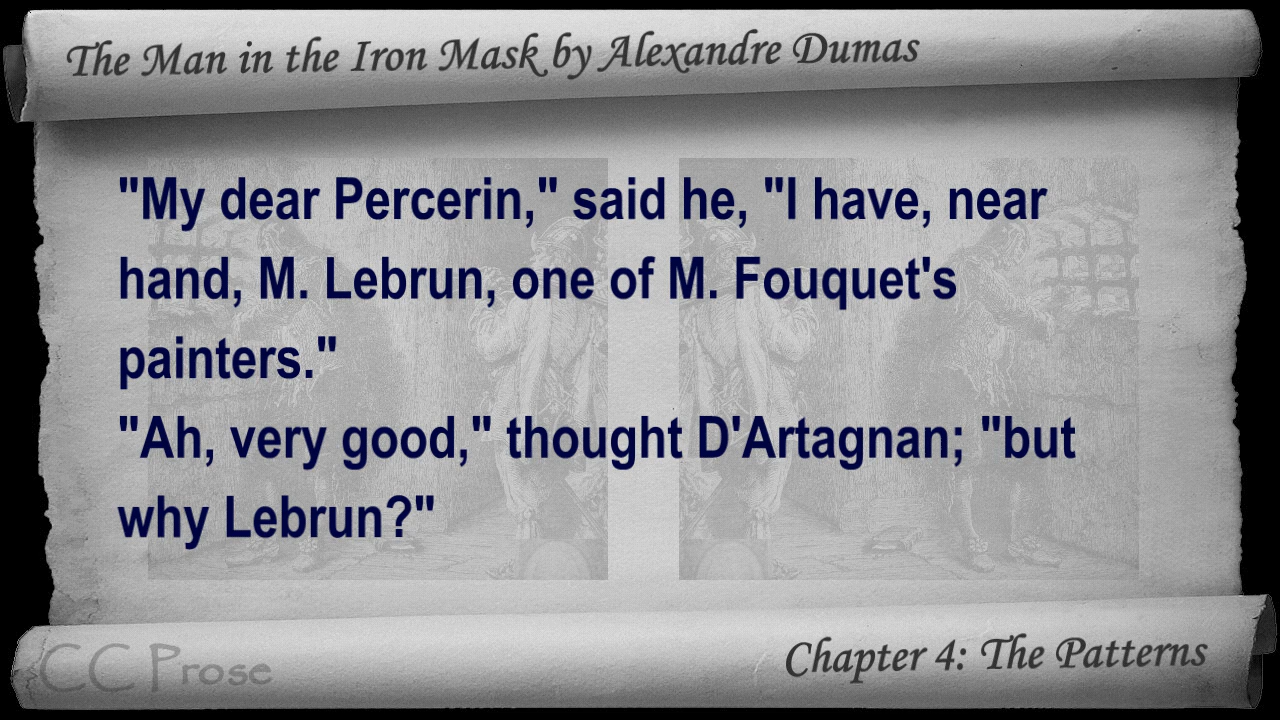 The Man in the Iron Mask by Alexandre Dumas
"My dear Percerin," said he, "I have, near
hand, M. Lebrun, one of M. Fouquet's
painters."
"Ah, very good," thought D'Artagnan; "but
why Lebrun?"
CC Prose
Chapter 4: The Patterns